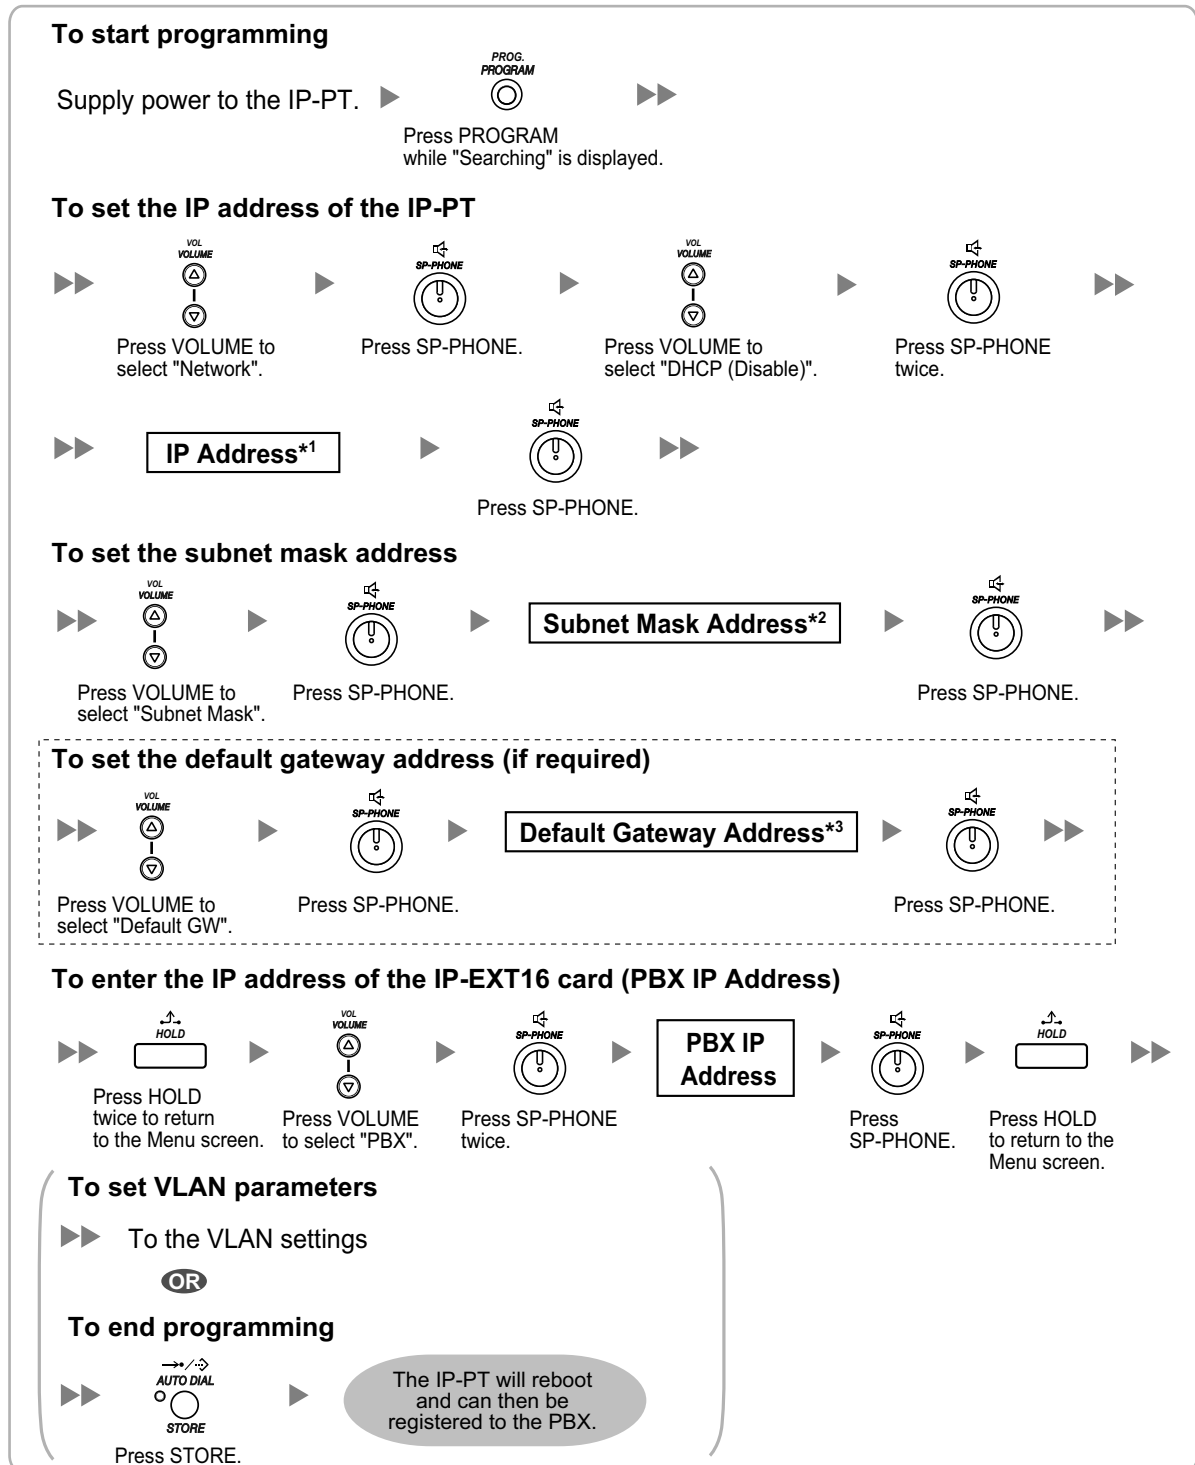 To start programming
PROG.
PROGRAM
Supply power to the IP-PT.
Press PROGRAM
while "Searching" is displayed.
To set the IP address of the IP-PT
VOL
VOLUME
SP-PHONE
VOL
VOLUME
SP-PHONE
Press VOLUME to
select "Network".
Press SP-PHONE.
Press VOLUME to
select "DHCP (Disable)".
Press SP-PHONE
twice.
IP Address*1
SP-PHONE
Press SP-PHONE.
To set the subnet mask address
VOL
VOLUME
SP-PHONE
Subnet Mask Address*2
SP-PHONE
Press VOLUME to
select "Subnet Mask".
Press SP-PHONE.
Press SP-PHONE.
To set the default gateway address (if required)
VOL
VOLUME
SP-PHONE
Default Gateway Address*3
SP-PHONE
Press VOLUME to
select "Default GW".
Press SP-PHONE.
Press SP-PHONE.
To enter the IP address of the IP-EXT16 card (PBX IP Address)
HOLD
VOL
VOLUME
SP-PHONE
PBX IP
Address
SP-PHONE
HOLD
Press HOLD
twice to return
to the Menu screen.
Press VOLUME
to select "PBX".
Press SP-PHONE
twice.
Press
SP-PHONE.
Press HOLD
to return to the
Menu screen.
To set VLAN parameters
To the VLAN settings
OR
To end programming
AUTO DIAL
STORE
Press STORE.
The IP-PT will reboot
and can then be
registered to the PBX.